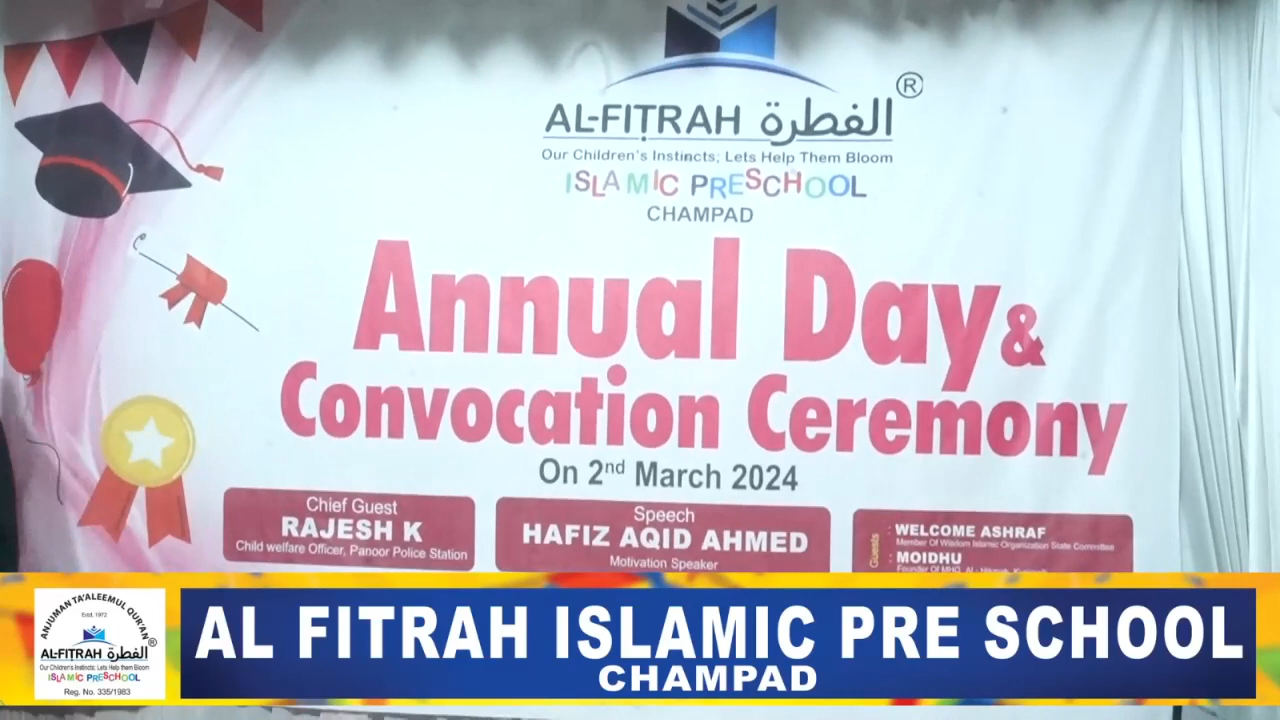 AL-FITRAH الفطرة ®
Our Children's Instincts; Lets Help Them Bloom
ISLAMIC PRESCHOOL
CHAMPAD
Annual Day &
Convocation Ceremony
On 2nd March 2024
Chief Guest
RAJESH K
Child welfare Officer, Panoor Police Station
Speech
HAFIZ AQID AHMED
Motivation Speaker
Guests
: WELCOME ASHRAF
Member Of Wisdom Islamic Organization State Committee
: MOIDHU
Founder Of MHO, AL-
ANJUMAN TA'ALEEMUL QUR'AN
Estd. 1972
AL-FITRAH الفطرة ®
Our Children's Instincts; Lets Help them Bloom
ISLAMIC PRESCHOOL
Reg. No. 335/1983
AL FITRAH ISLAMIC PRE SCHOOL
CHAMPAD